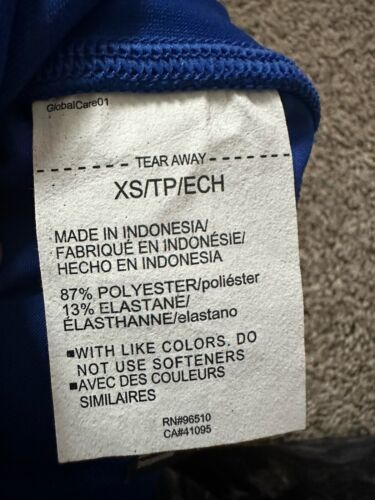 GlobalCare01
TEAR AWAY
XS/TP/ECH
MADE IN INDONESIA/
FABRIQUÉ EN INDONÉSIE/
HECHO EN INDONESIA
87% POLYESTER/poliéster
13% ELASTANE/
ÉLASTHANNE/elastano
■WITH LIKE COLORS. DO
NOT USE SOFTENERS
■AVEC DES COULEURS
SIMILAIRES
RN#96510
CA#41095